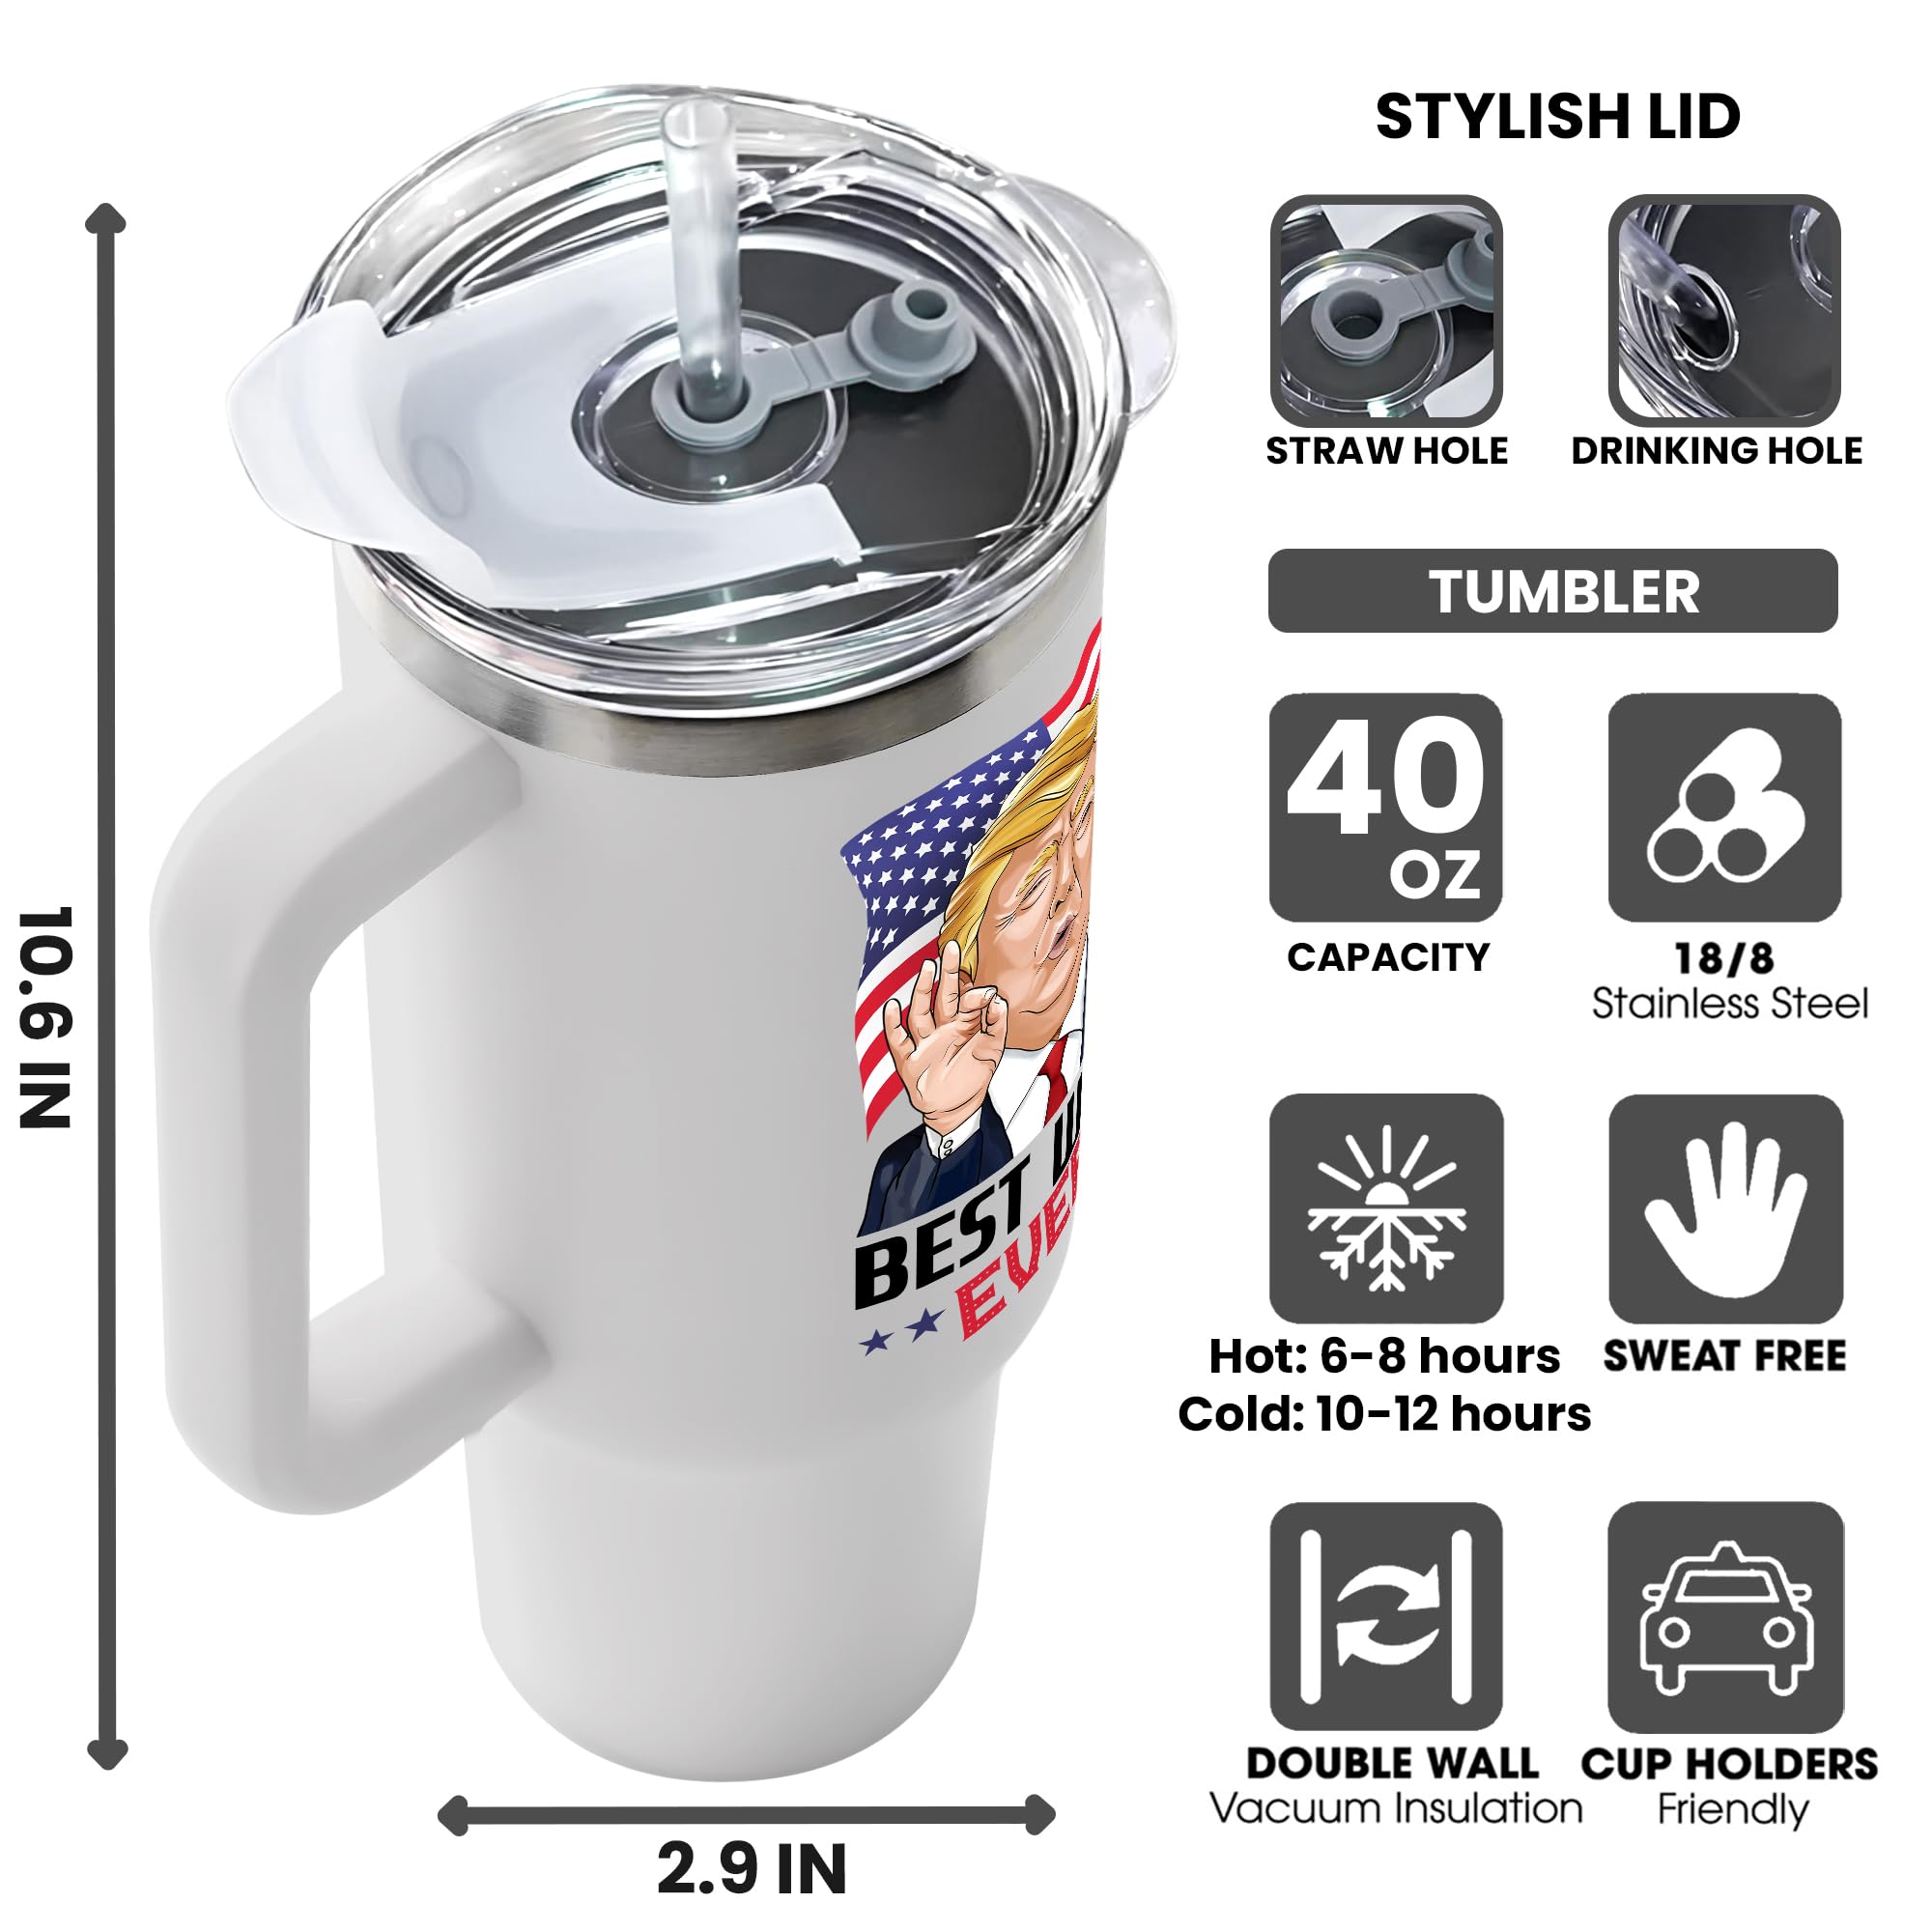 STYLISH LID
STRAW HOLE
DRINKING HOLE
TUMBLER
40
OZ
CAPACITY
18/8
Stainless Steel
Hot: 6-8 hours
Cold: 10-12 hours
SWEAT FREE
DOUBLE WALL
Vacuum Insulation
CUP HOLDERS
Friendly
10.6 IN
2.9 IN
BEST